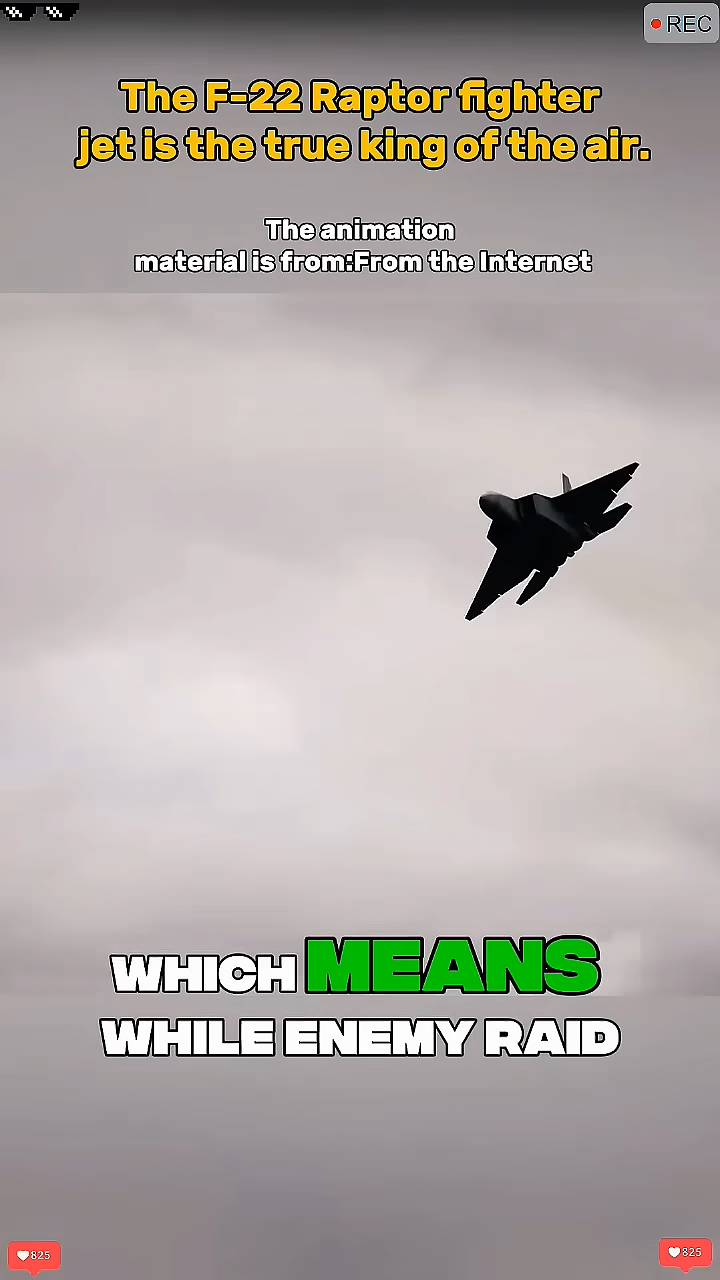 REC
The F-22 Raptor fighter
jet is the true king of the air.
The animation
material is from:From the Internet
WHICH MEANS
WHILE ENEMY RAID
825
825